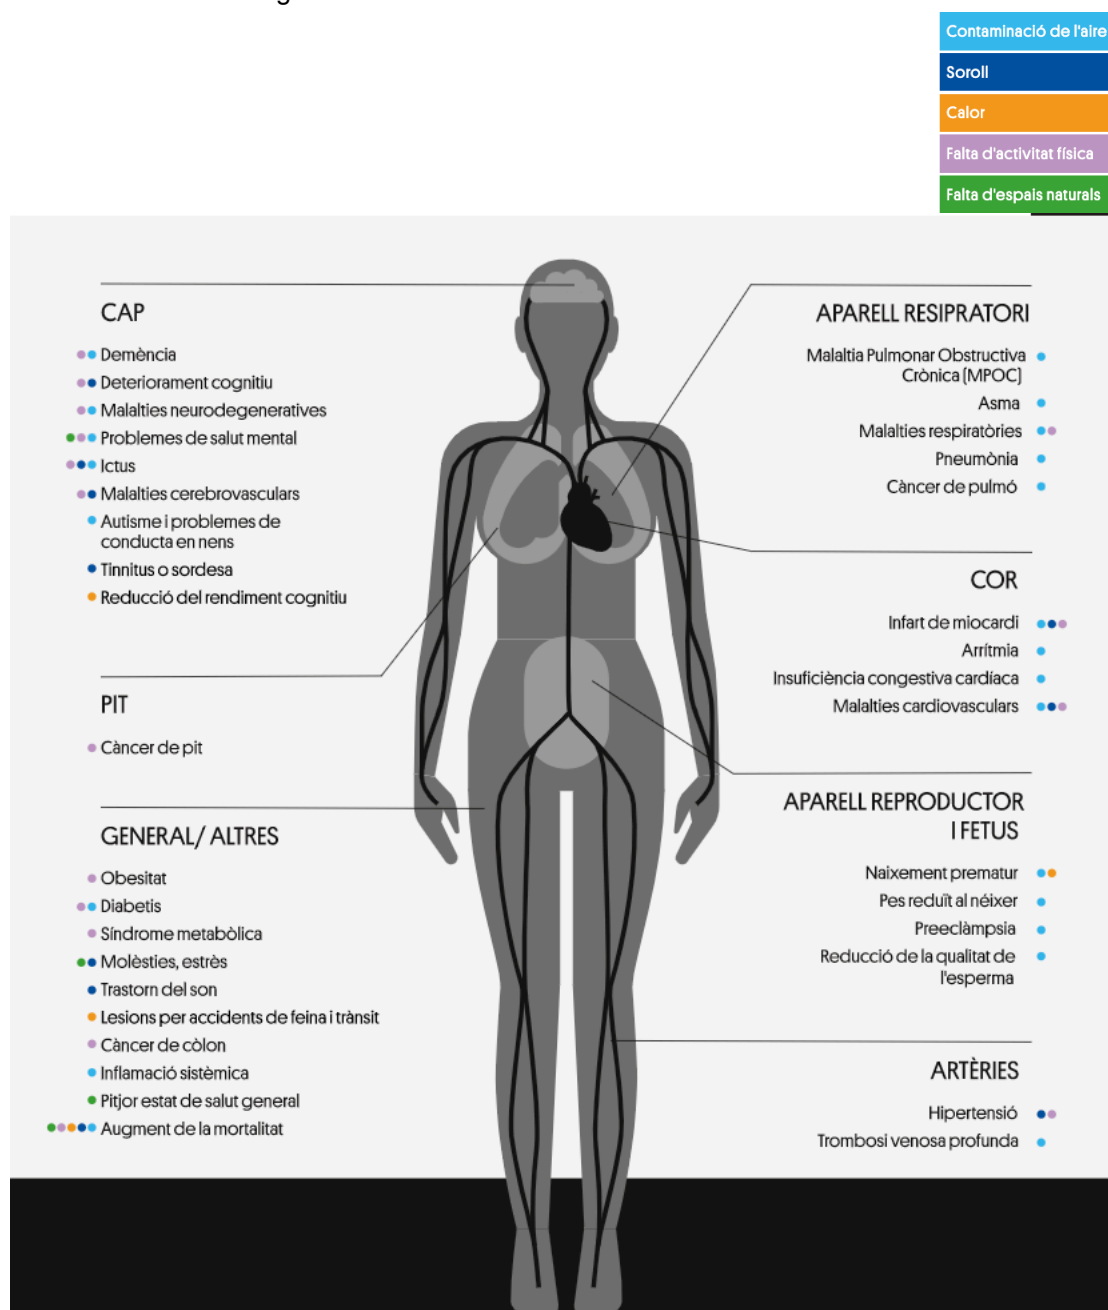 Contaminació de l'aire
Soroll
Calor
Falta d'activitat física
Falta d'espais naturals
CAP
Demència
Deteriorament cognitiu
Malalties neurodegeneratives
Problemes de salut mental
Ictus
Malalties cerebrovasculars
Autisme i problemes de
conducta en nens
Tinnitus o sordesa
Reducció del rendiment cognitiu
PIT
Càncer de pit
GENERAL/ ALTRES
Obesitat
Diabetis
Síndrome metabòlica
Molèsties, estrès
Trastorn del son
Lesions per accidents de feina i trànsit
Càncer de còlon
Inflamació sistèmica
Pitjor estat de salut general
Augment de la mortalitat
APARELL RESIPRATORI
Malaltia Pulmonar Obstructiva
Crònica (MPOC)
Asma
Malalties respiratòries
Pneumònia
Càncer de pulmó
COR
Infart de miocardi
Arrítmia
Insuficiència congestiva cardíaca
Malalties cardiovasculars
APARELL REPRODUCTOR
I FETUS
Naixement prematur
Pes reduït al néixer
Preeclàmpsia
Reducció de la qualitat de
l'esperma
ARTÈRIES
Hipertensió
Trombosi venosa profunda